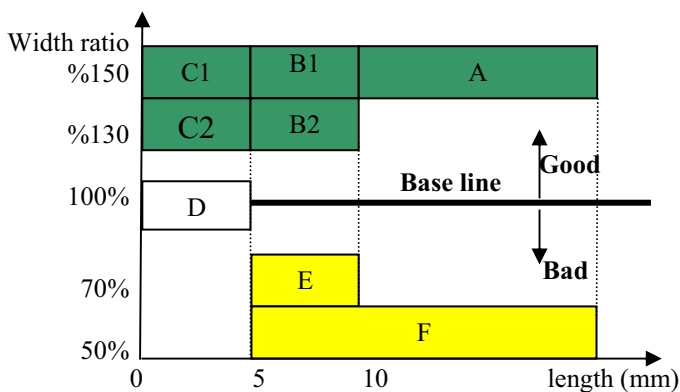 Width ratio
%150 C1 B1 A
%130 C2 B2
Good
100% D Base line
Bad
70% E
50% F
0 5 10 length (mm)